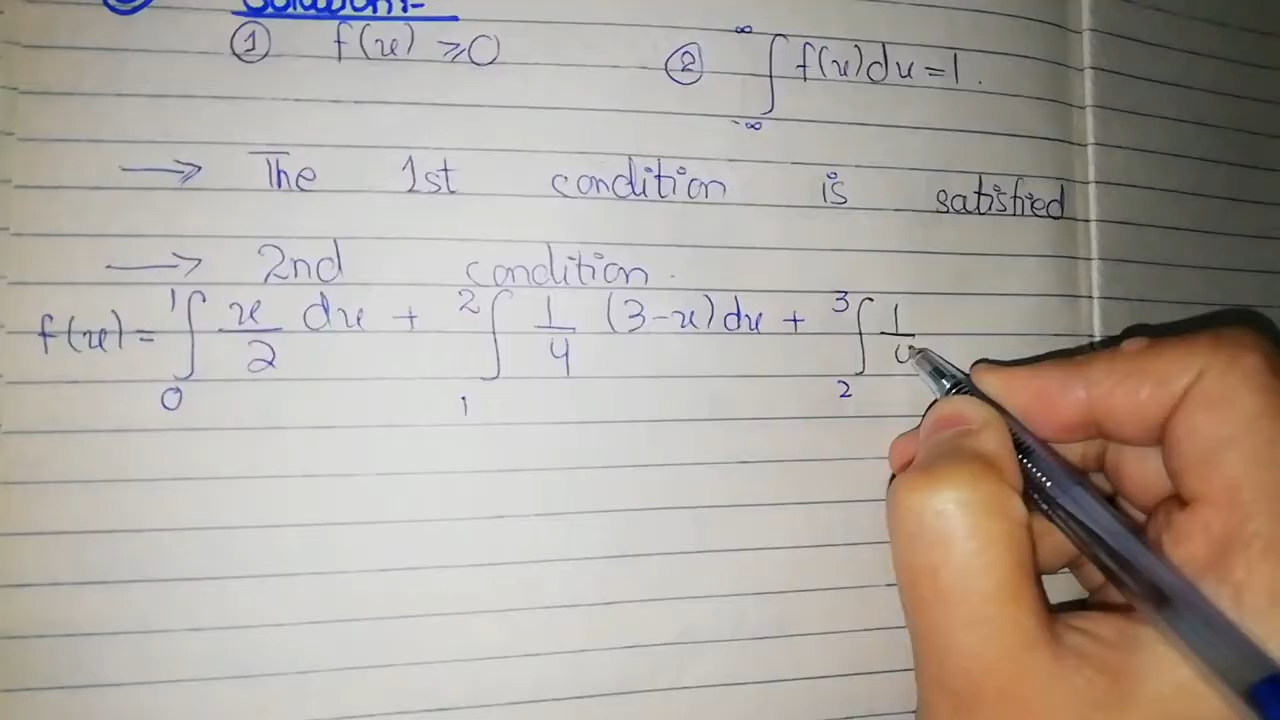 Solution:-
① f(x) ≥ 0 ② ∫_{-∞}^{∞} f(x)dx = 1.
→ The 1st condition is satisfied
→ 2nd condition.
f(x) = ∫_0^1 x/2 dx + ∫_1^2 1/4 (3-x)dx + ∫_2^3 1/4